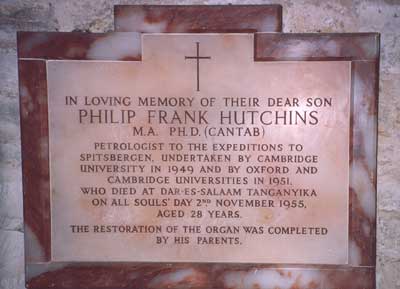 IN LOVING MEMORY OF THEIR DEAR SON
PHILIP FRANK HUTCHINS
M.A. PH.D. (CANTAB)
PETROLOGIST TO THE EXPEDITIONS TO
SPITSBERGEN, UNDERTAKEN BY CAMBRIDGE
UNIVERSITY IN 1949 AND BY OXFORD AND
CAMBRIDGE UNIVERSITIES IN 1951.
WHO DIED AT DAR-ES-SALAAM TANGANYIKA
ON ALL SOULS' DAY 2ND NOVEMBER 1955,
AGED 28 YEARS.
THE RESTORATION OF THE ORGAN WAS COMPLETED
BY HIS PARENTS.